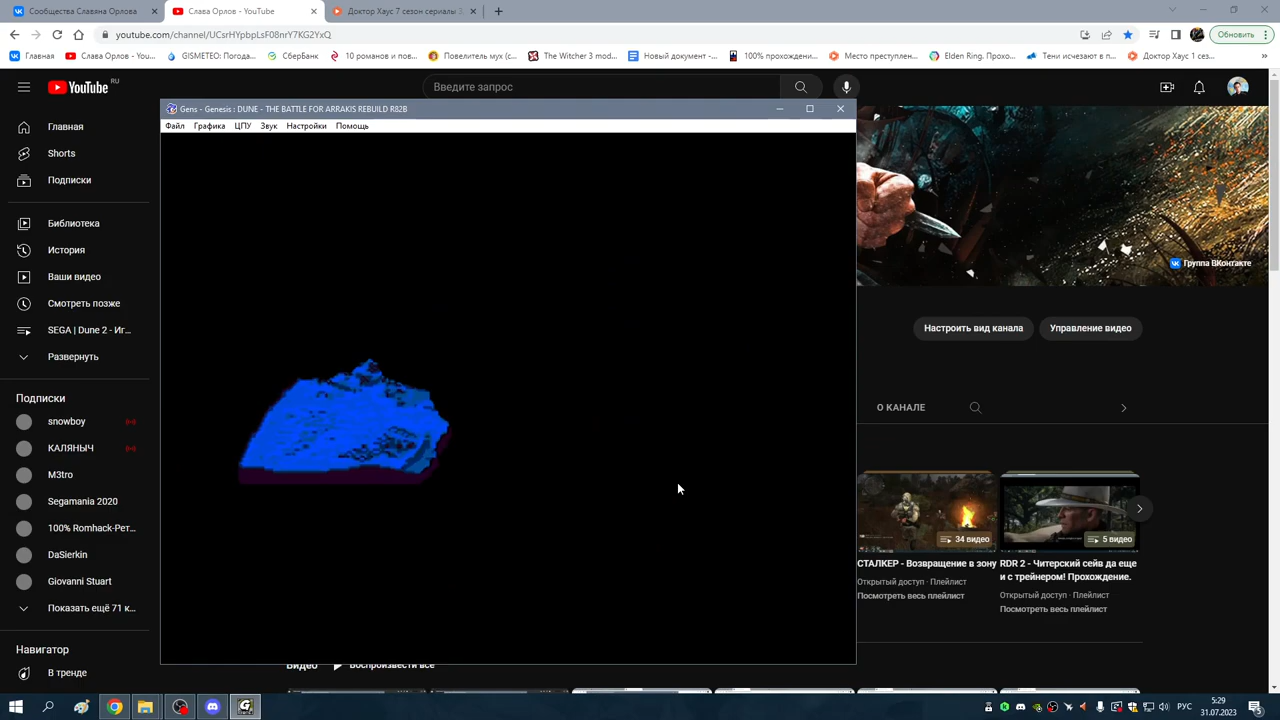 Сообщества Славяна Орлова
Слава Орлов - YouTube
Доктор Хаус 7 сезон сериалы 3
youtube.com/channel/UCsrHYpbpLsF08nrY7KG2YxQ
Обновить
Главная
Слава Орлов - You...
GISMETEO: Погода...
СберБанк
10 романов и пов...
Повелитель мух (...
The Witcher 3 mod...
Новый документ -...
100% прохождени...
Место преступлен...
Elden Ring. Прохо...
Тени исчезают в п...
Доктор Хаус 1 сез...
YouTube RU
Введите запрос
Gens - Genesis : DUNE - THE BATTLE FOR ARRAKIS REBUILD R82B
Файл Графика ЦПУ Звук Настройки Помощь
Главная
Shorts
Подписки
Библиотека
История
Ваши видео
Смотреть позже
SEGA | Dune 2 - Иг...
Развернуть
Подписки
snowboy
КАЛЯНЫЧ
M3tro
Segamania 2020
100% Romhack-Рет...
DaSierkin
Giovanni Stuart
Показать ещё 71 к...
Навигатор
В тренде
Группа ВКонтакте
Настроить вид канала
Управление видео
О КАНАЛЕ
34 видео
5 видео
СТАЛКЕР - Возвращение в зону
Открытый доступ · Плейлист
Посмотреть весь плейлист
RDR 2 - Читерский сейв да еще
и с трейнером! Прохождение.
Открытый доступ · Плейлист
Посмотреть весь плейлист
Видео
Воспроизвести все
РУС
5:29
31.07.2023